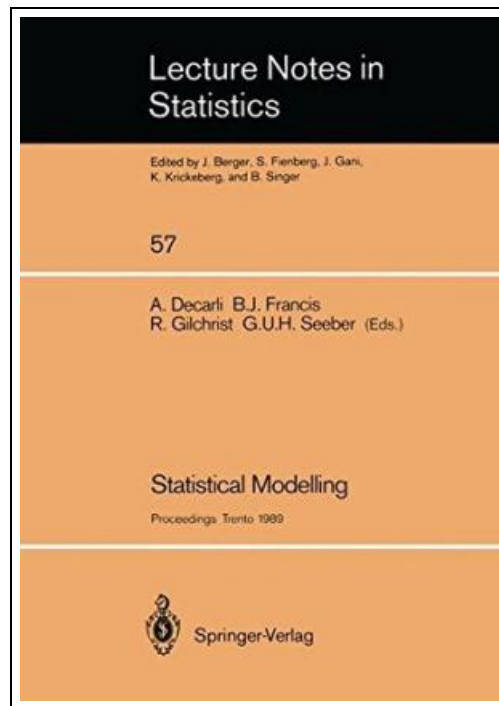 Lecture Notes in
Statistics
Edited by J. Berger, S. Fienberg, J. Gani,
K. Krickeberg, and B. Singer
57
A. Decarli B.J. Francis
R. Gilchrist G.U.H. Seeber (Eds.)
Statistical Modelling
Proceedings Trento 1989
Springer-Verlag